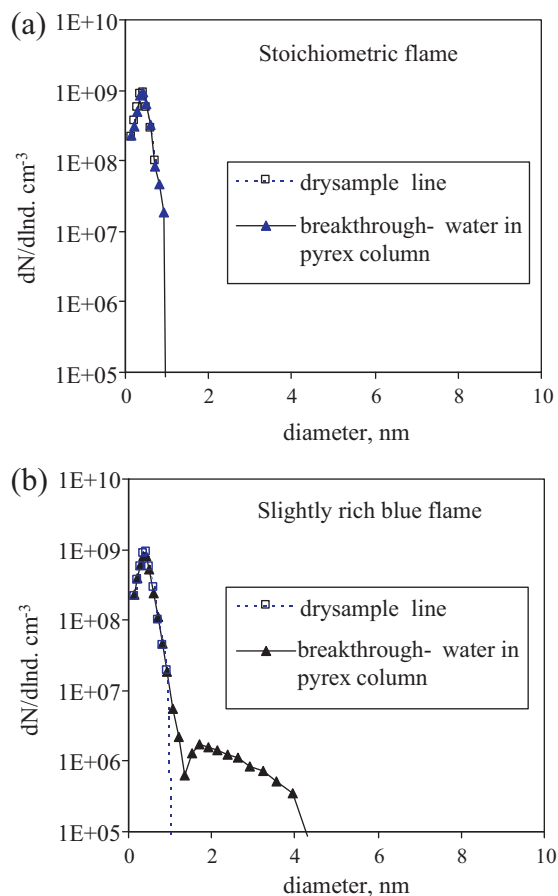 (a)
1E+10
1E+09
1E+08
1E+07
1E+06
1E+05
dN/dlnd. cm-3
Stoichiometric flame
drysample line
breakthrough- water in
pyrex column
0 2 4 6 8 10
diameter, nm
(b)
1E+10
1E+09
1E+08
1E+07
1E+06
1E+05
dN/dlnd. cm-3
Slightly rich blue flame
drysample line
breakthrough- water in
pyrex column
0 2 4 6 8 10
diameter, nm